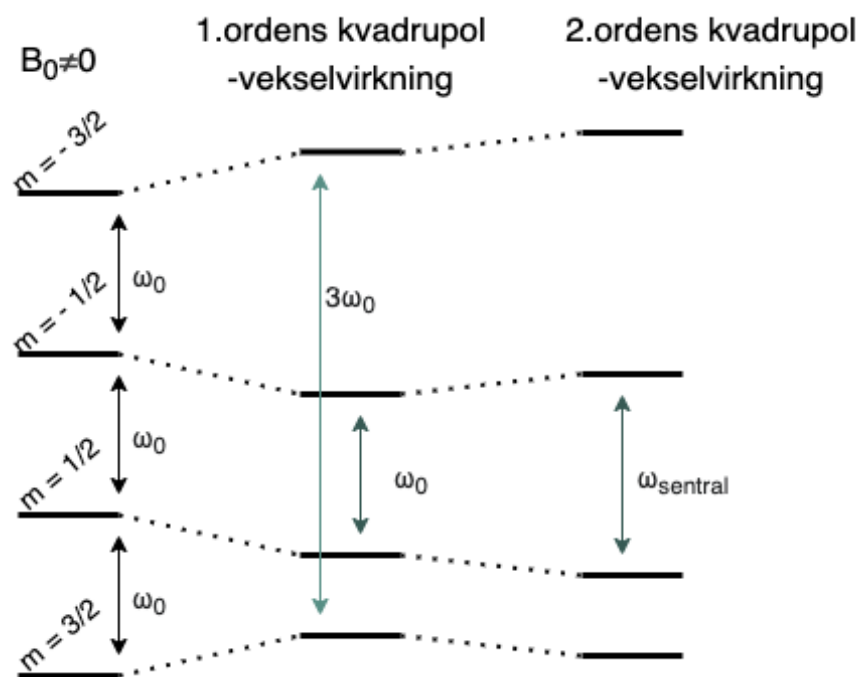 B₀≠0
1.ordens kvadrupol
-vekselvirkning
2.ordens kvadrupol
-vekselvirkning
m = - 3/2
ω₀
3ω₀
m = - 1/2
ω₀
ω₀
ω_sentral
m = 1/2
ω₀
m = 3/2